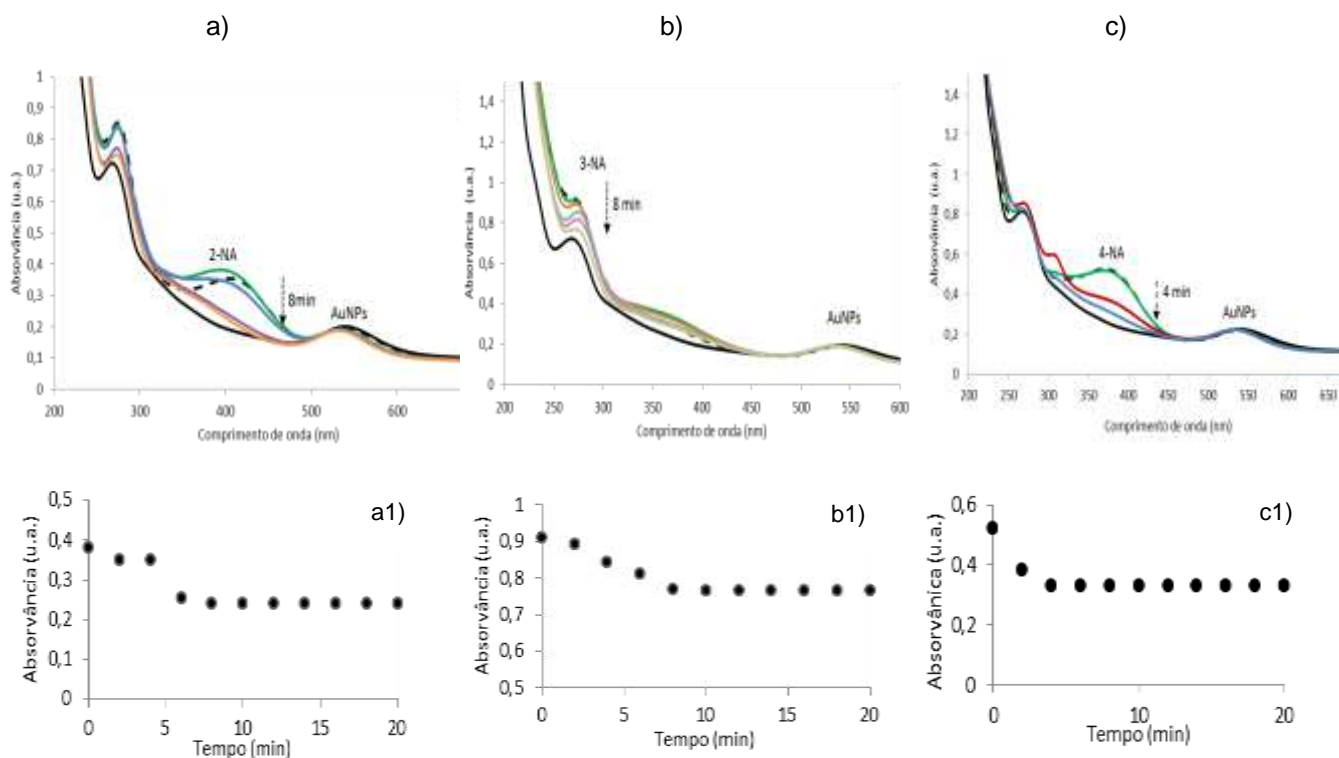 a)
b)
c)
Absorvância (u.a.)
1
0,9
0,8
0,7
0,6
0,5
0,4
0,3
0,2
0,1
0
2-NA
8min
AuNPs
200 300 400 500 600
Comprimento de onda (nm)
Absorvância (u.a.)
1,4
1,2
1
0,8
0,6
0,4
0,2
0
3-NA
8 min
AuNPs
200 250 300 350 400 450 500 550 600
Comprimento de onda (nm)
Absorvância (u.a.)
1,4
1,2
1
0,8
0,6
0,4
0,2
0
4-NA
4 min
AuNPs
200 250 300 350 400 450 500 550 600 650
Comprimento de onda (nm)
a1)
Absorvância (u.a.)
0,5
0,4
0,3
0,2
0,1
0
0 5 10 15 20
Tempo (min)
b1)
Absorvância (u.a.)
1
0,9
0,8
0,7
0,6
0,5
0 5 10 15 20
Tempo (min)
c1)
Absorvânica (u.a.)
0,6
0,4
0,2
0
0 10 20
Tempo (min)